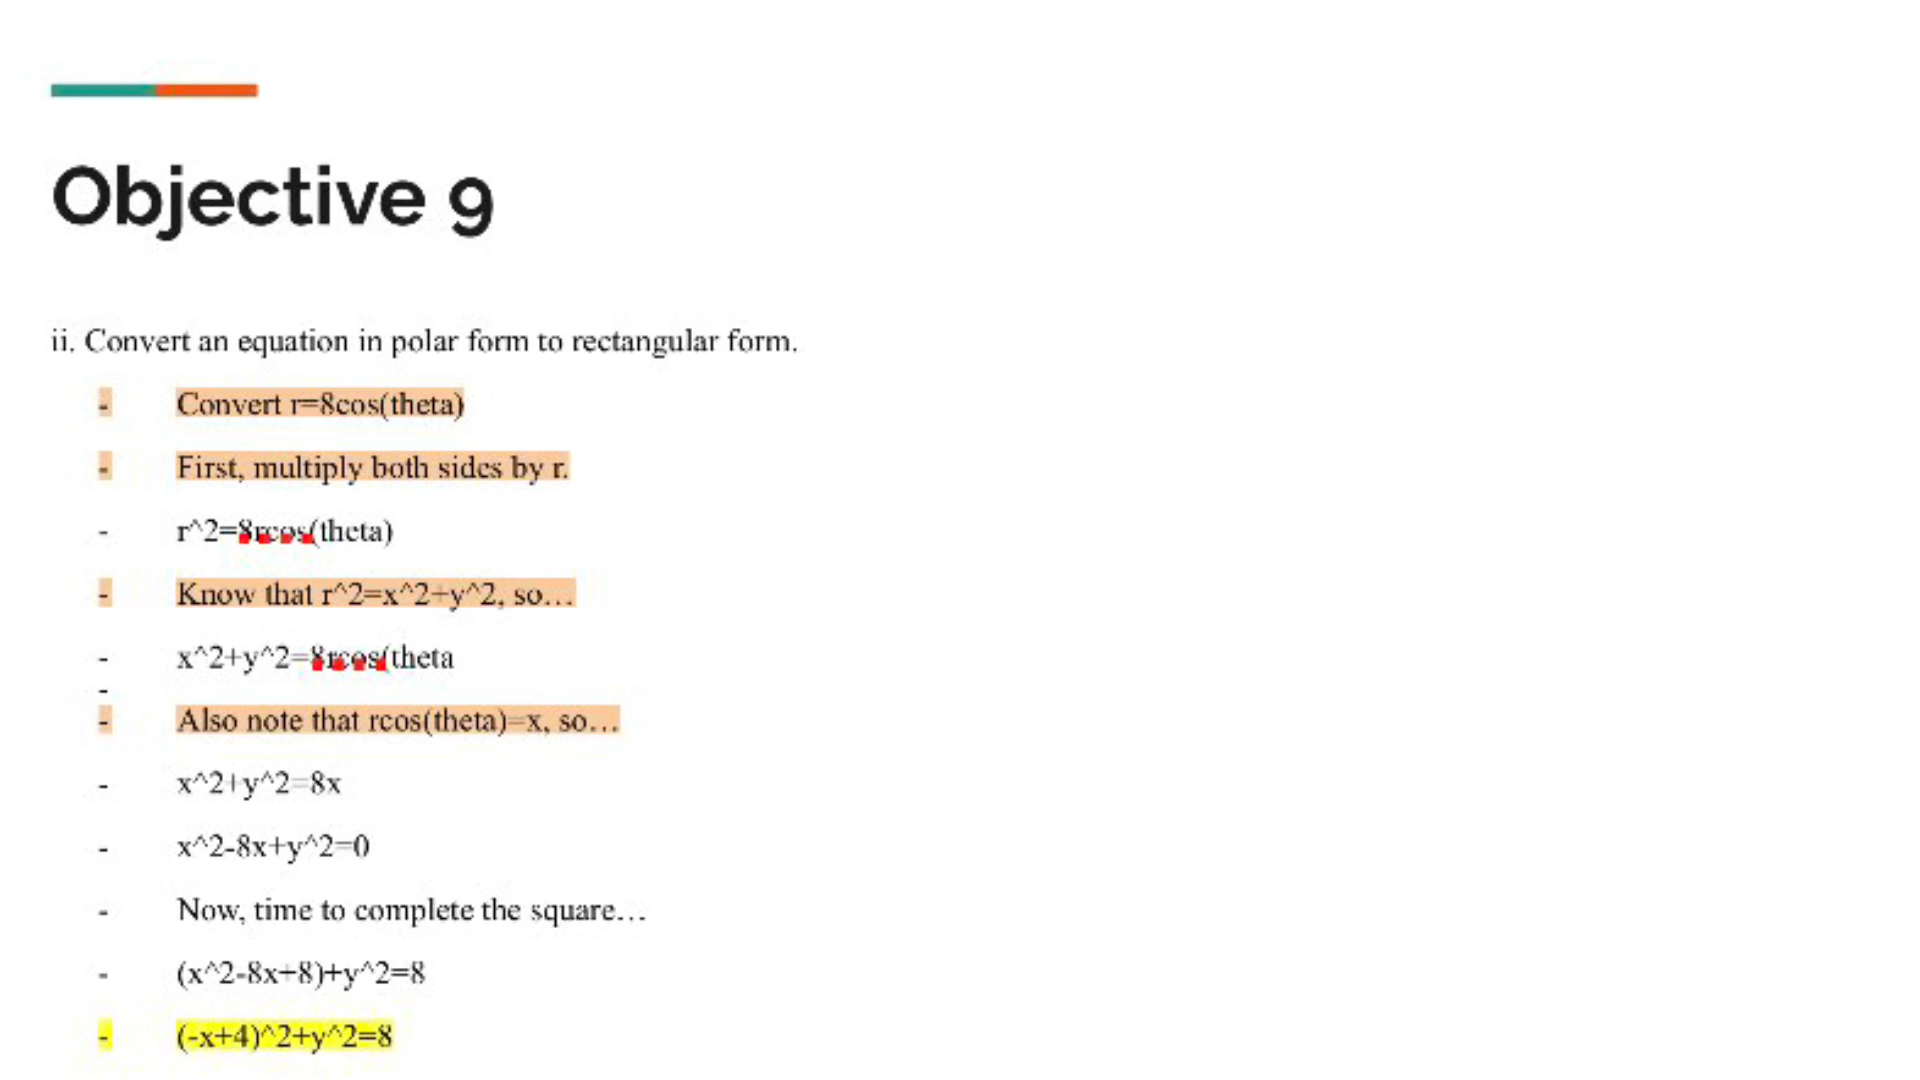 Objective 9
ii. Convert an equation in polar form to rectangular form.
- Convert r=8cos(theta)
- First, multiply both sides by r.
- r^2=8rcos(theta)
- Know that r^2=x^2+y^2, so…
- x^2+y^2=8rcos(theta
-
- Also note that rcos(theta)=x, so…
- x^2+y^2=8x
- x^2-8x+y^2=0
- Now, time to complete the square…
- (x^2-8x+8)+y^2=8
- (-x+4)^2+y^2=8